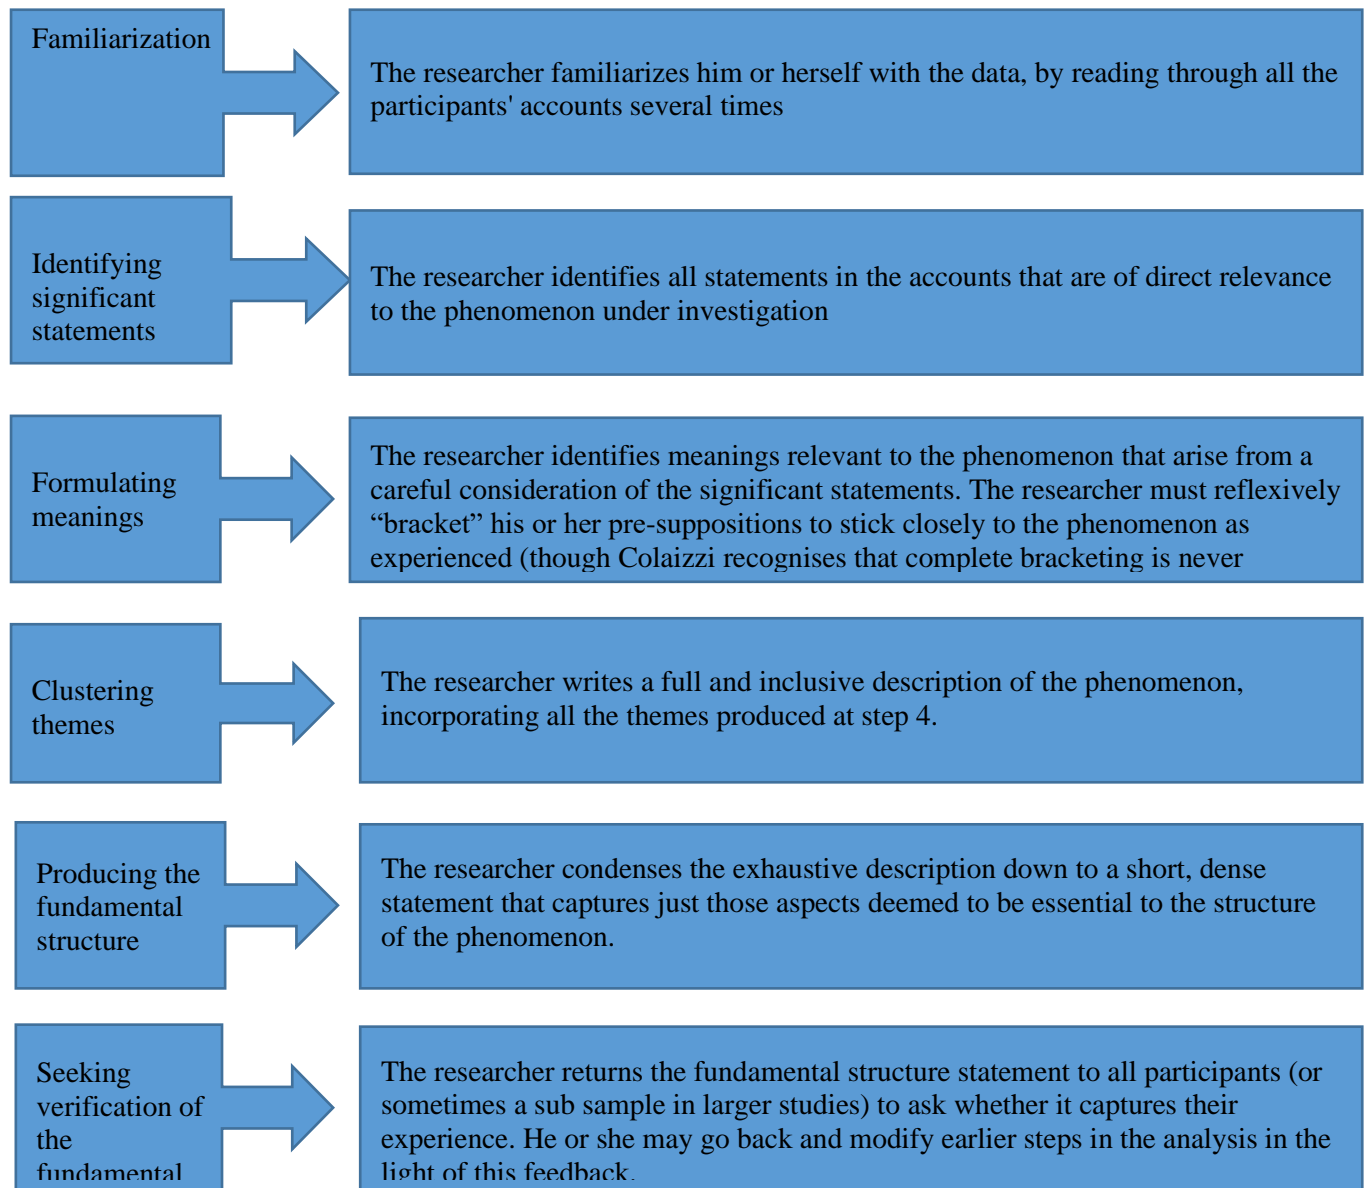 Familiarization
The researcher familiarizes him or herself with the data, by reading through all the
participants' accounts several times
Identifying
significant
statements
The researcher identifies all statements in the accounts that are of direct relevance
to the phenomenon under investigation
Formulating
meanings
The researcher identifies meanings relevant to the phenomenon that arise from a
careful consideration of the significant statements. The researcher must reflexively
“bracket” his or her pre-suppositions to stick closely to the phenomenon as
experienced (though Colaizzi recognises that complete bracketing is never
Clustering
themes
The researcher writes a full and inclusive description of the phenomenon,
incorporating all the themes produced at step 4.
Producing the
fundamental
structure
The researcher condenses the exhaustive description down to a short, dense
statement that captures just those aspects deemed to be essential to the structure
of the phenomenon.
Seeking
verification of
the
fundamental
The researcher returns the fundamental structure statement to all participants (or
sometimes a sub sample in larger studies) to ask whether it captures their
experience. He or she may go back and modify earlier steps in the analysis in the
light of this feedback.